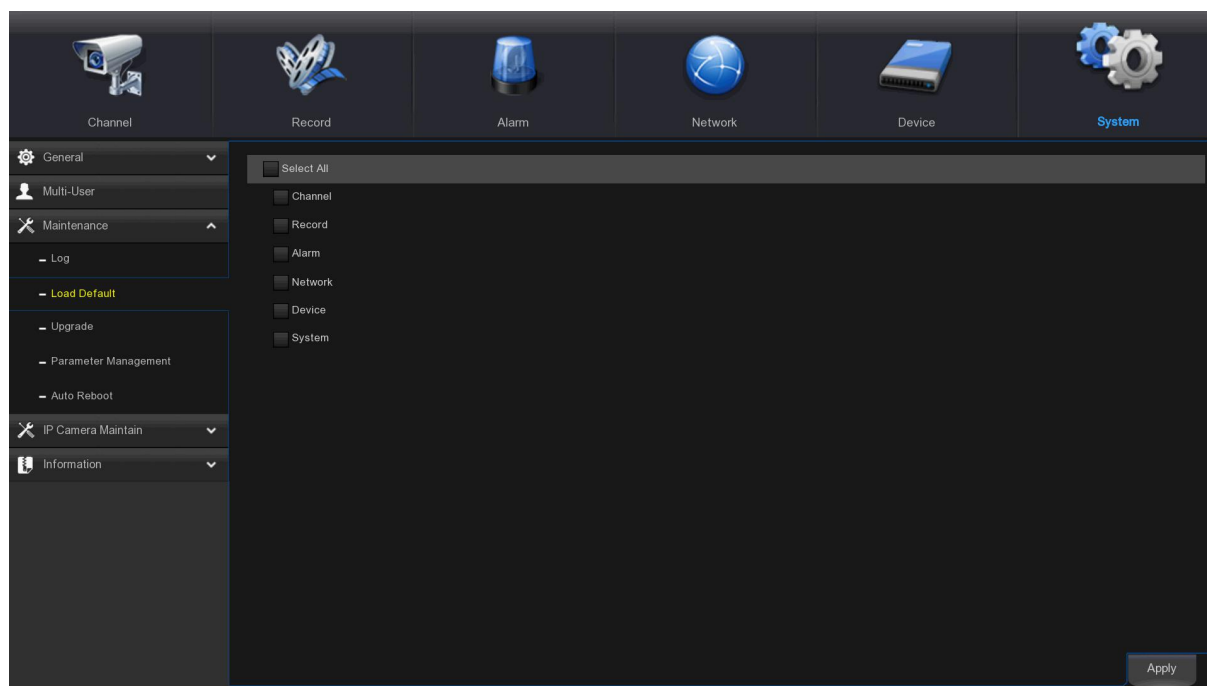 Channel
Record
Alarm
Network
Device
System
General
Multi-User
Maintenance
Log
Load Default
Upgrade
Parameter Management
Auto Reboot
IP Camera Maintain
Information
Select All
Channel
Record
Alarm
Network
Device
System
Apply